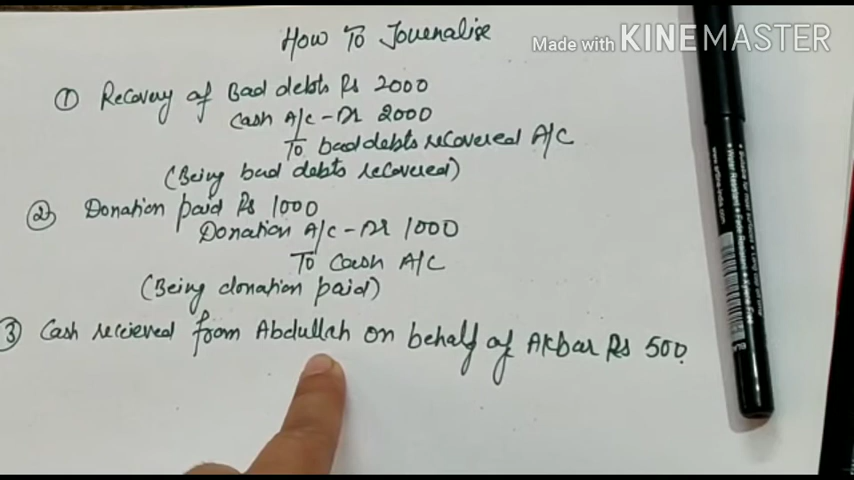 How To Journalise
Made with KINEMASTER
① Recovery of Bad debts Rs 2000
Cash A/c - Dr 2000
To bad debts recovered A/C
(Being bad debts recovered)
② Donation paid Rs 1000
Donation A/c - Dr 1000
To Cash A/C
(Being donation paid)
③ Cash recieved from Abdullah on behalf of Akbar Rs 500.